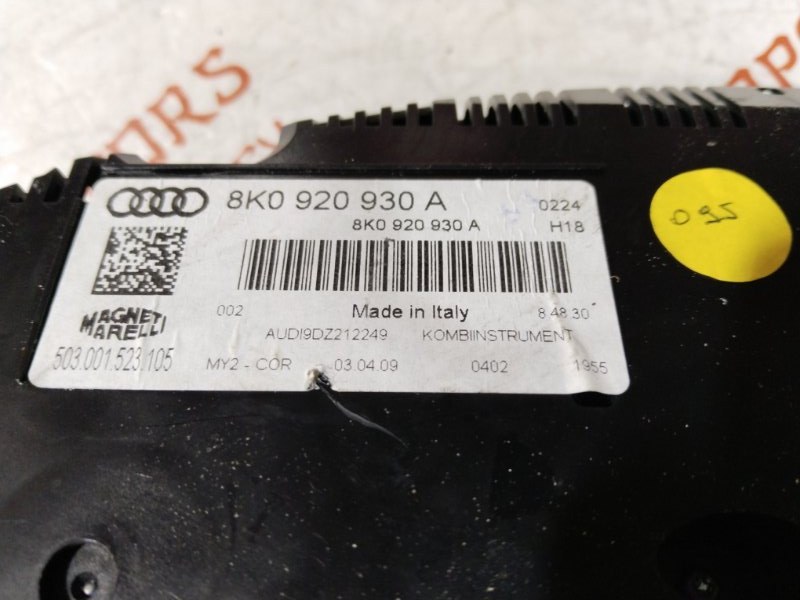 8K0 920 930 A 0224
8K0 920 930 A H18
002 Made in Italy 8 48.30
MAGNETI MARELLI
AUDI9DZ212249 KOMBIINSTRUMENT
503.001.523.105
MY2 - COR 03.04.09 0402 1955
095